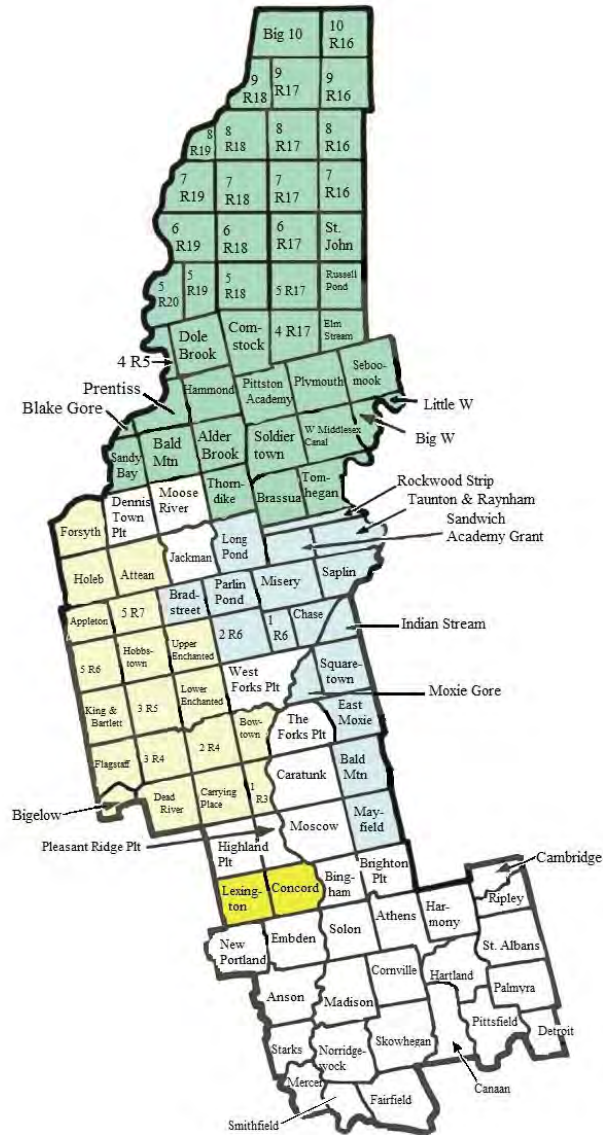 Big 10
10
R16
9
R18
9
R17
9
R16
8
R19
8
R18
8
R17
8
R16
7
R19
7
R18
7
R17
7
R16
6
R19
6
R18
6
R17
St.
John
5
R20
5
R19
5
R18
5 R17
Russell
Pond
4 R5
Dole
Brook
Com-
stock
4 R17
Elm
Stream
Prentiss
Hammond
Pittston
Academy
Plymouth
Seboo-
mook
Little W
Blake Gore
Big W
Sandy
Bay
Bald
Mtn
Alder
Brook
Soldier
town
W Middlesex
Canal
Thorn-
dike
Brassua
Tom-
hegan
Rockwood Strip
Taunton & Raynham
Sandwich
Academy Grant
Forsyth
Dennis
Town
Plt
Moose
River
Long
Pond
Jackman
Holeb
Attean
Misery
Saplin
Appleton
5 R7
Brad-
street
Parlin
Pond
2 R6
1
R6
Chase
Indian Stream
5 R6
Hobbs-
town
Upper
Enchanted
West
Forks Plt
Square-
town
Moxie Gore
King &
Bartlett
3 R5
Lower
Enchanted
Bow-
town
The
Forks Plt
East
Moxie
Flagstaff
3 R4
2 R4
Caratunk
Bald
Mtn
Bigelow
Dead
River
Carrying
Place
1
R3
Pleasant Ridge Plt
Moscow
May-
field
Highland
Plt
Lexing-
ton
Concord
Bing-
ham
Brighton
Plt
Cambridge
Ripley
New
Portland
Embden
Solon
Athens
Har-
mony
St. Albans
Anson
Madison
Cornville
Hartland
Palmyra
Starks
Norridge-
wock
Skowhegan
Pittsfield
Detroit
Mercer
Canaan
Smithfield
Fairfield